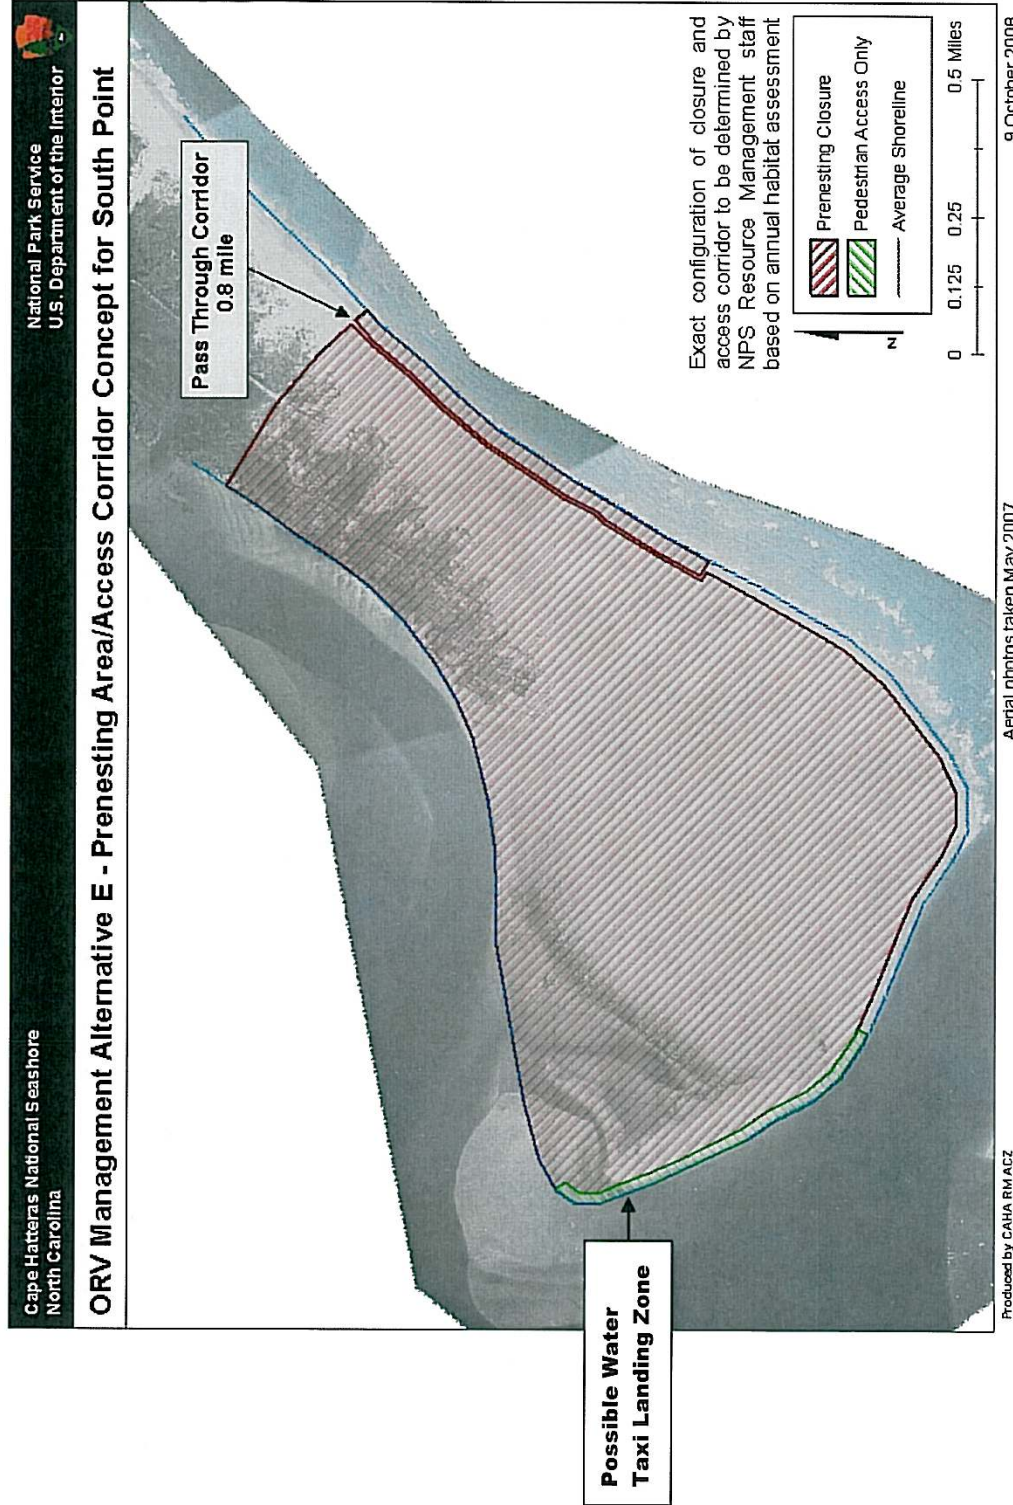 Cape Hatteras National Seashore
North Carolina
National Park Service
U.S. Department of the Interior
ORV Management Alternative E - Prenesting Area/Access Corridor Concept for South Point
Pass Through Corridor
0.8 mile
Possible Water
Taxi Landing Zone
Exact configuration of closure and
access corridor to be determined by
NPS Resource Management staff
based on annual habitat assessment
Prenesting Closure
Pedestrian Access Only
Average Shoreline
N
0 0.125 0.25 0.5 Miles
Produced by CAHA RM ACZ
Aerial photos taken May 2007
9 October 2008